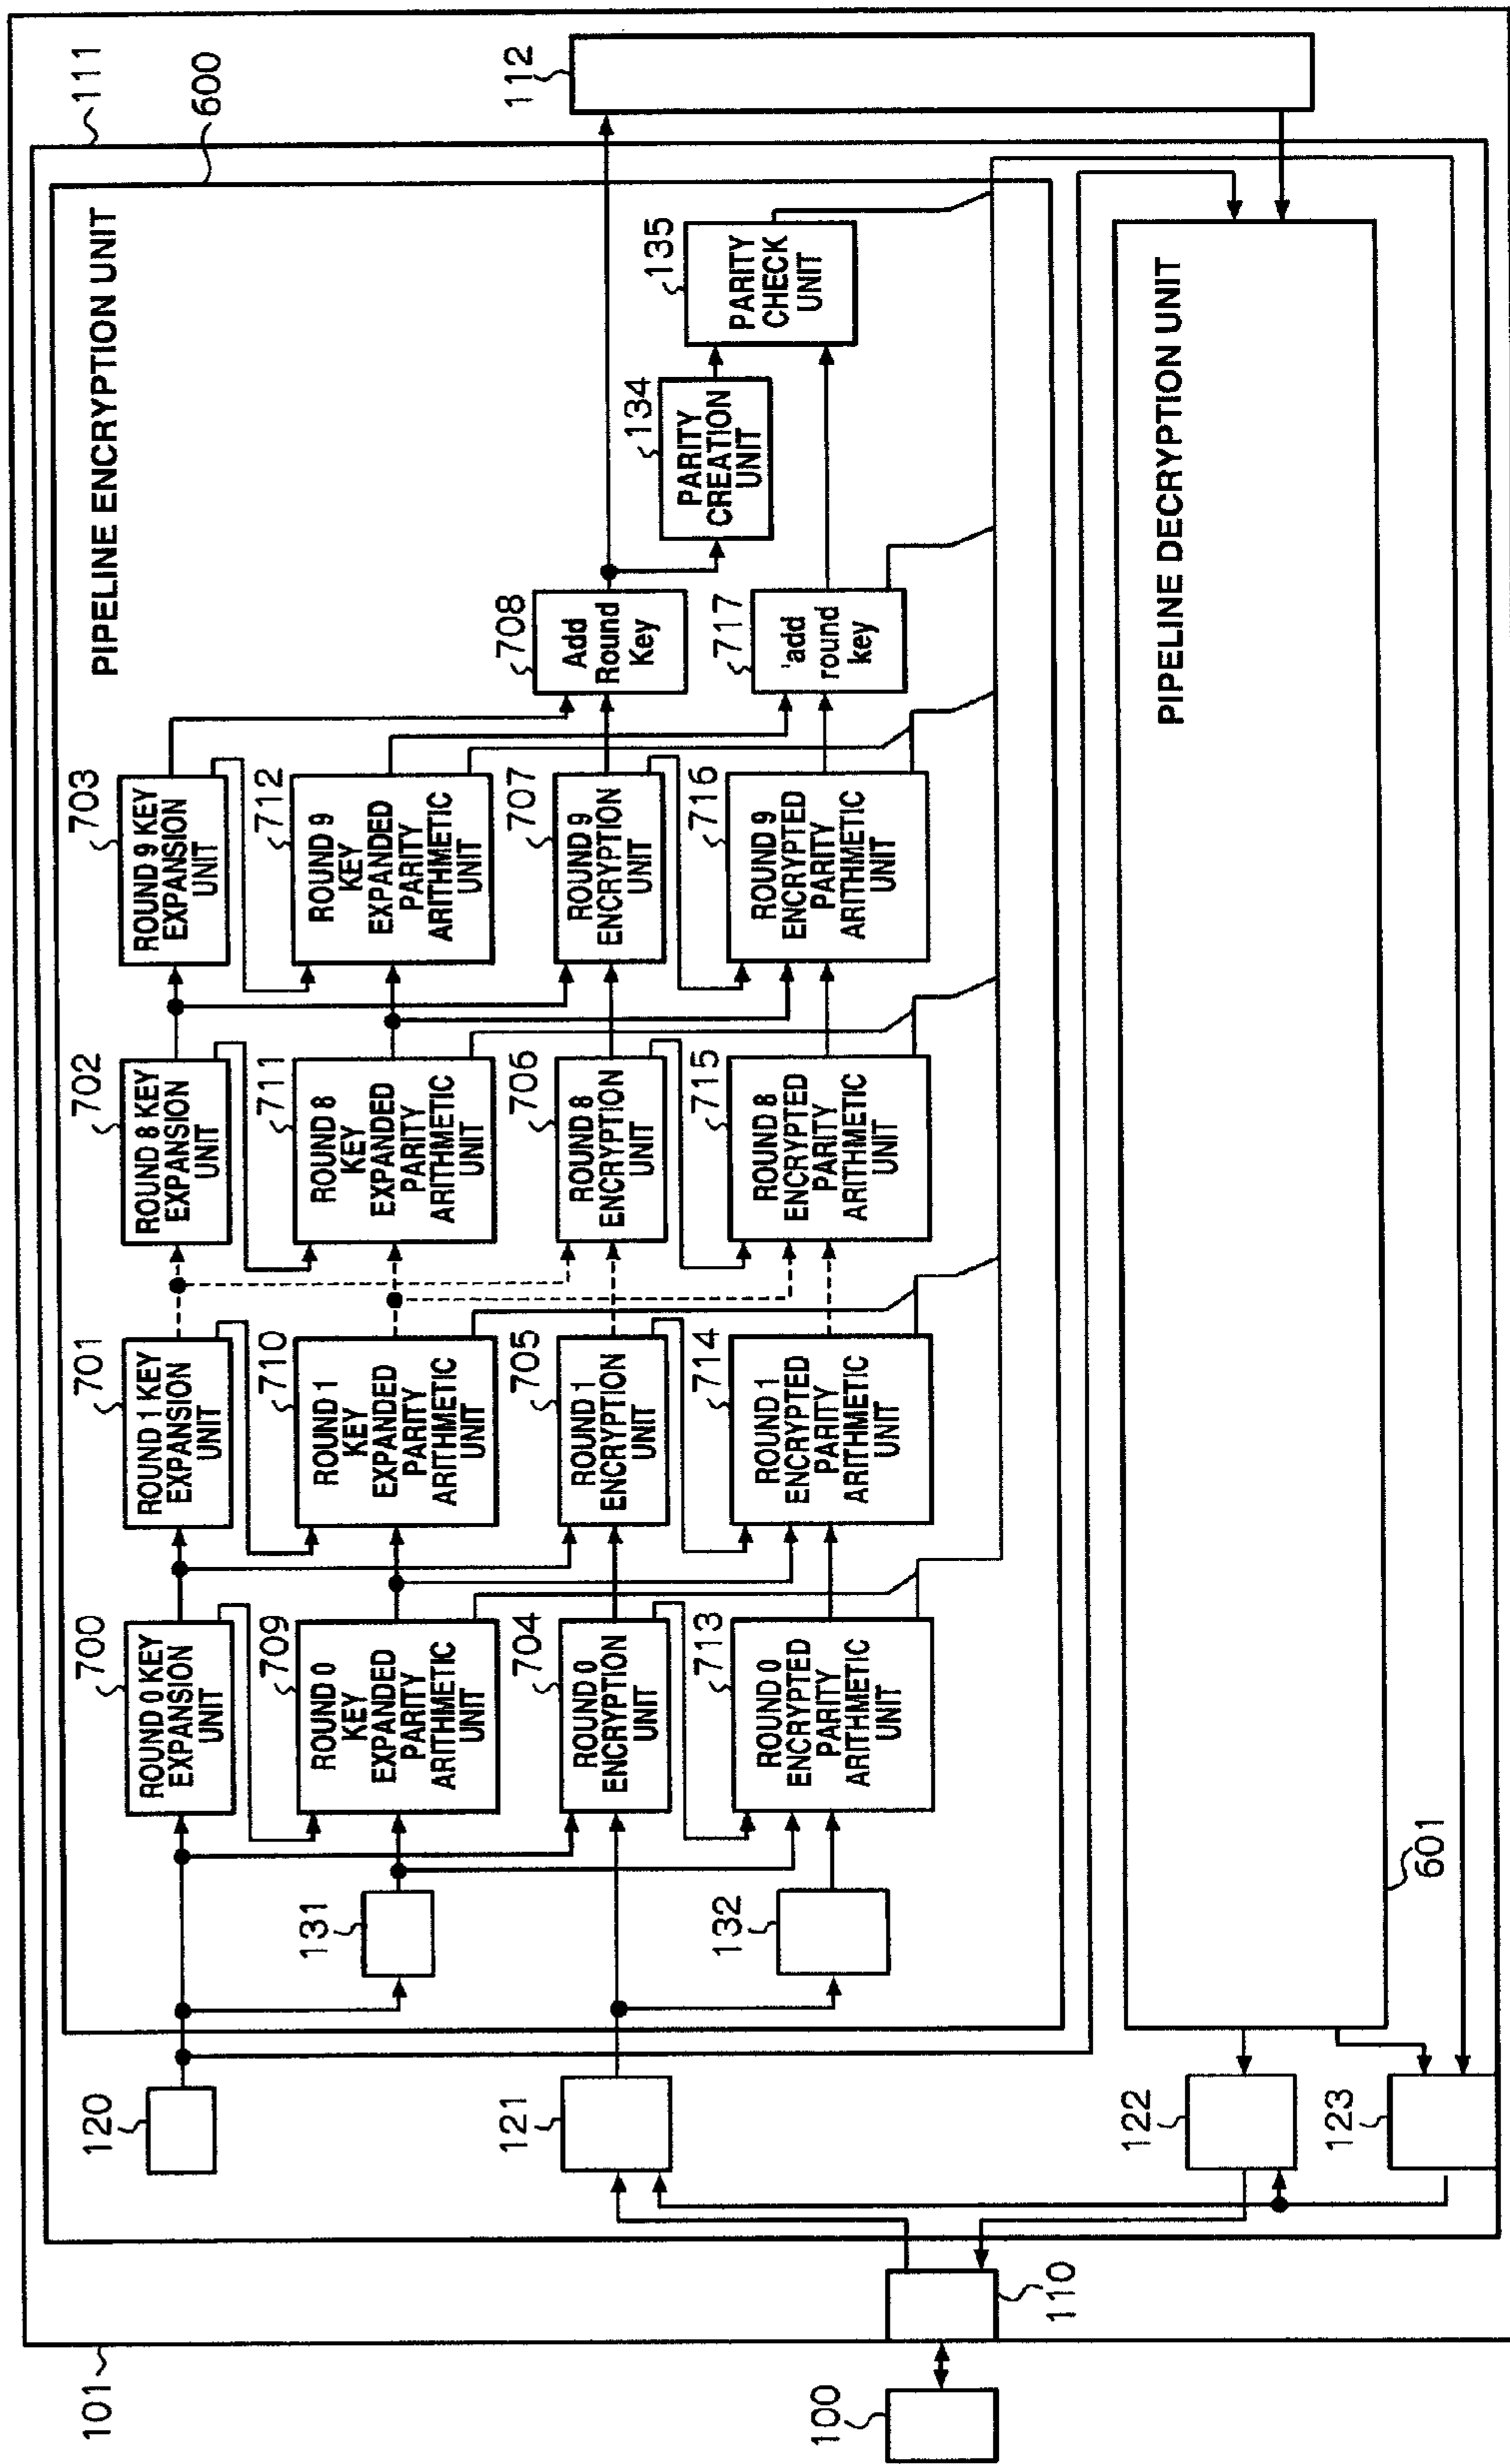 101
111
600
PIPELINE ENCRYPTION UNIT
120
700
ROUND 0 KEY
EXPANSION
UNIT
701
ROUND 1 KEY
EXPANSION
UNIT
702
ROUND 8 KEY
EXPANSION
UNIT
703
ROUND 9 KEY
EXPANSION
UNIT
131
709
ROUND 0
KEY
EXPANDED
PARITY
ARITHMETIC
UNIT
710
ROUND 1
KEY
EXPANDED
PARITY
ARITHMETIC
UNIT
711
ROUND 8
KEY
EXPANDED
PARITY
ARITHMETIC
UNIT
712
ROUND 9
KEY
EXPANDED
PARITY
ARITHMETIC
UNIT
121
704
ROUND 0
ENCRYPTION
UNIT
705
ROUND 1
ENCRYPTION
UNIT
706
ROUND 8
ENCRYPTION
UNIT
707
ROUND 9
ENCRYPTION
UNIT
708
Add
Round
Key
112
132
713
ROUND 0
ENCRYPTED
PARITY
ARITHMETIC
UNIT
714
ROUND 1
ENCRYPTED
PARITY
ARITHMETIC
UNIT
715
ROUND 8
ENCRYPTED
PARITY
ARITHMETIC
UNIT
716
ROUND 9
ENCRYPTED
PARITY
ARITHMETIC
UNIT
717
'add
round
key
134
PARITY
CREATION
UNIT
135
PARITY
CHECK
UNIT
100
110
122
123
601
PIPELINE DECRYPTION UNIT